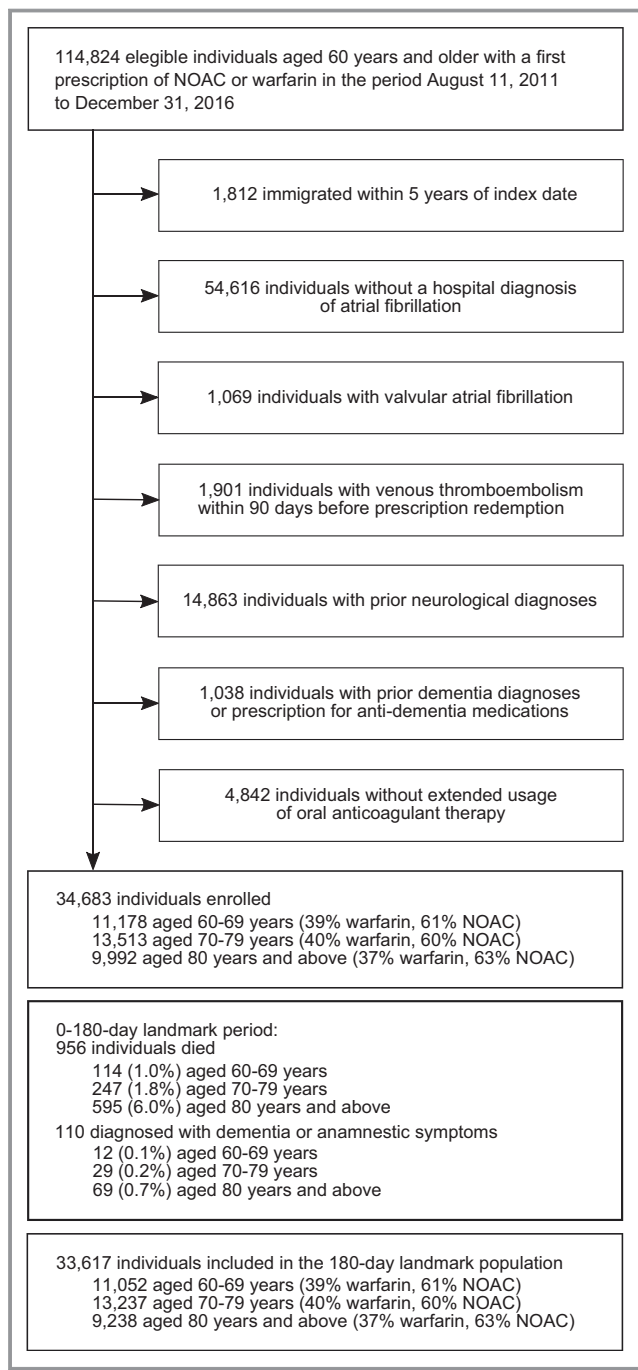 114,824 elegible individuals aged 60 years and older with a first
prescription of NOAC or warfarin in the period August 11, 2011
to December 31, 2016
1,812 immigrated within 5 years of index date
54,616 individuals without a hospital diagnosis
of atrial fibrillation
1,069 individuals with valvular atrial fibrillation
1,901 individuals with venous thromboembolism
within 90 days before prescription redemption
14,863 individuals with prior neurological diagnoses
1,038 individuals with prior dementia diagnoses
or prescription for anti-dementia medications
4,842 individuals without extended usage
of oral anticoagulant therapy
34,683 individuals enrolled
11,178 aged 60-69 years (39% warfarin, 61% NOAC)
13,513 aged 70-79 years (40% warfarin, 60% NOAC)
9,992 aged 80 years and above (37% warfarin, 63% NOAC)
0-180-day landmark period:
956 individuals died
114 (1.0%) aged 60-69 years
247 (1.8%) aged 70-79 years
595 (6.0%) aged 80 years and above
110 diagnosed with dementia or anamnestic symptoms
12 (0.1%) aged 60-69 years
29 (0.2%) aged 70-79 years
69 (0.7%) aged 80 years and above
33,617 individuals included in the 180-day landmark population
11,052 aged 60-69 years (39% warfarin, 61% NOAC)
13,237 aged 70-79 years (40% warfarin, 60% NOAC)
9,238 aged 80 years and above (37% warfarin, 63% NOAC)